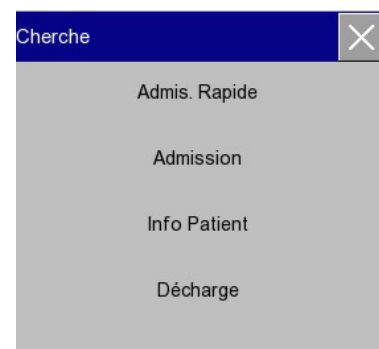 Cherche
Admis. Rapide
Admission
Info Patient
Décharge